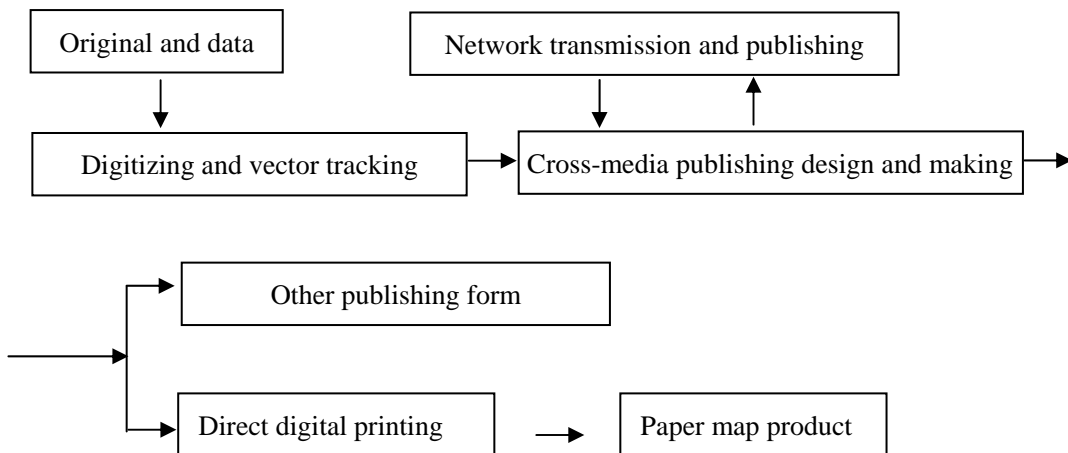 Original and data
Network transmission and publishing
Digitizing and vector tracking
Cross-media publishing design and making
Other publishing form
Direct digital printing
Paper map product